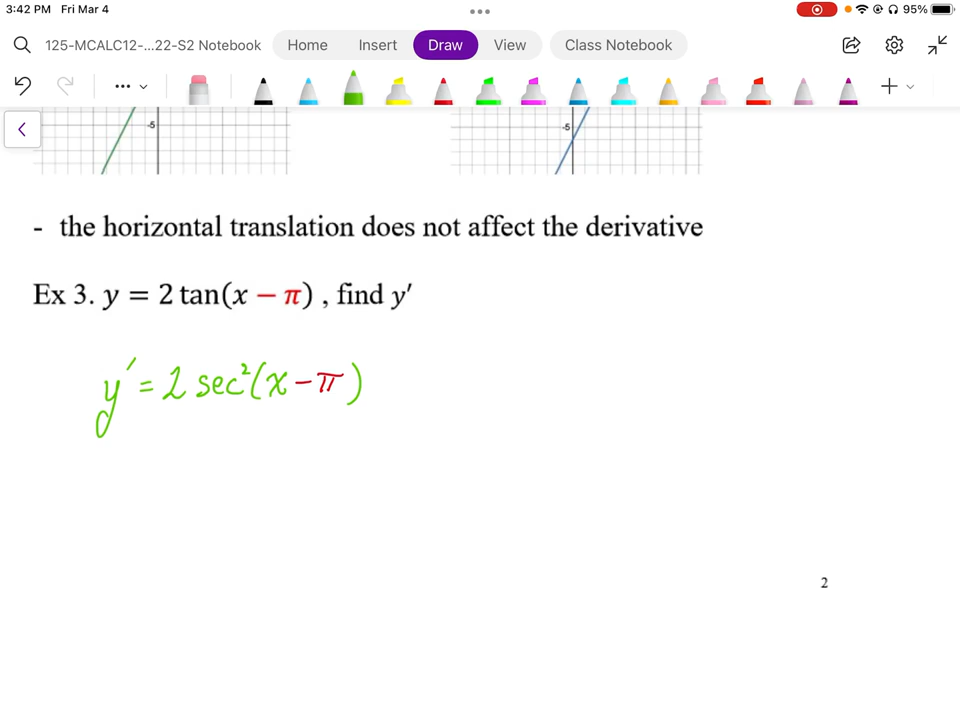 3:42 PM Fri Mar 4
95%
125-MCALC12-...22-S2 Notebook Home Insert Draw View Class Notebook
-5 -5
- the horizontal translation does not affect the derivative
Ex 3. y = 2 tan(x − π) , find y′
y′ = 2 sec²(x − π)
2